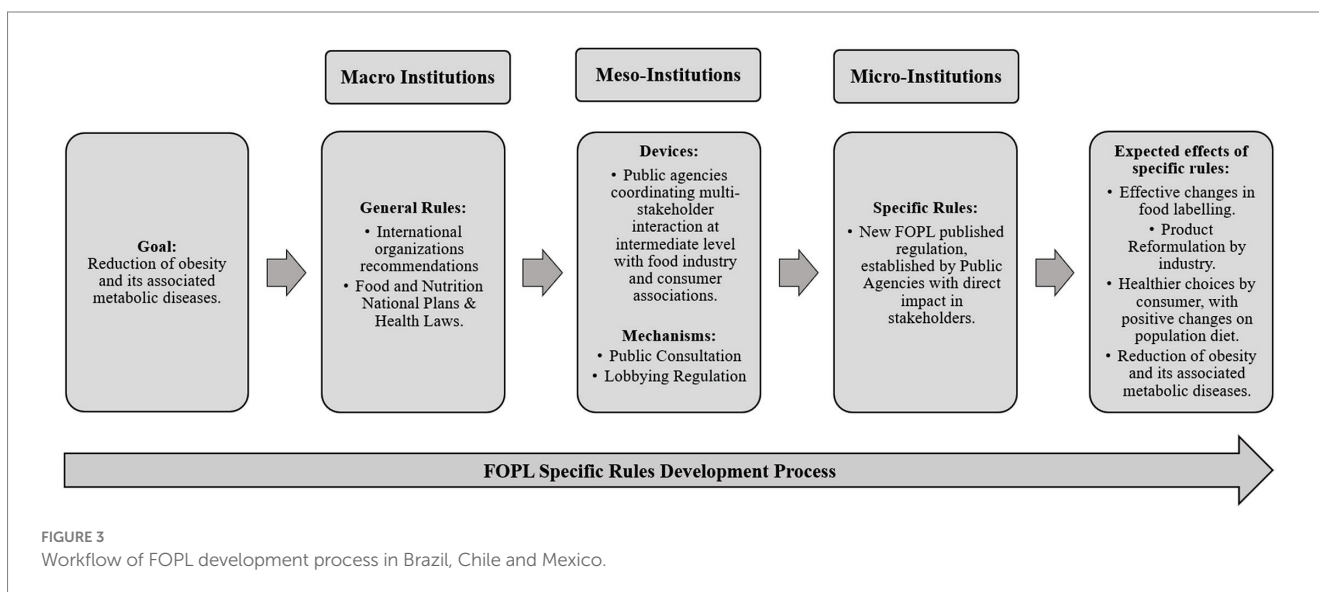 Macro Institutions
Meso-Institutions
Micro-Institutions
Goal:
Reduction of obesity
and its associated
metabolic diseases.
General Rules:
• International
organizations
recommendations
• Food and Nutrition
National Plans &
Health Laws.
Devices:
• Public agencies
coordinating multi-
stakeholder
interaction at
intermediate level
with food industry
and consumer
associations.
Mechanisms:
• Public Consultation
• Lobbying Regulation
Specific Rules:
• New FOPL published
regulation,
established by Public
Agencies with direct
impact in
stakeholders.
Expected effects of
specific rules:
• Effective changes in
food labelling.
• Product
Reformulation by
industry.
• Healthier choices by
consumer, with
positive changes on
population diet.
• Reduction of obesity
and its associated
metabolic diseases.
FOPL Specific Rules Development Process
FIGURE 3
Workflow of FOPL development process in Brazil, Chile and Mexico.